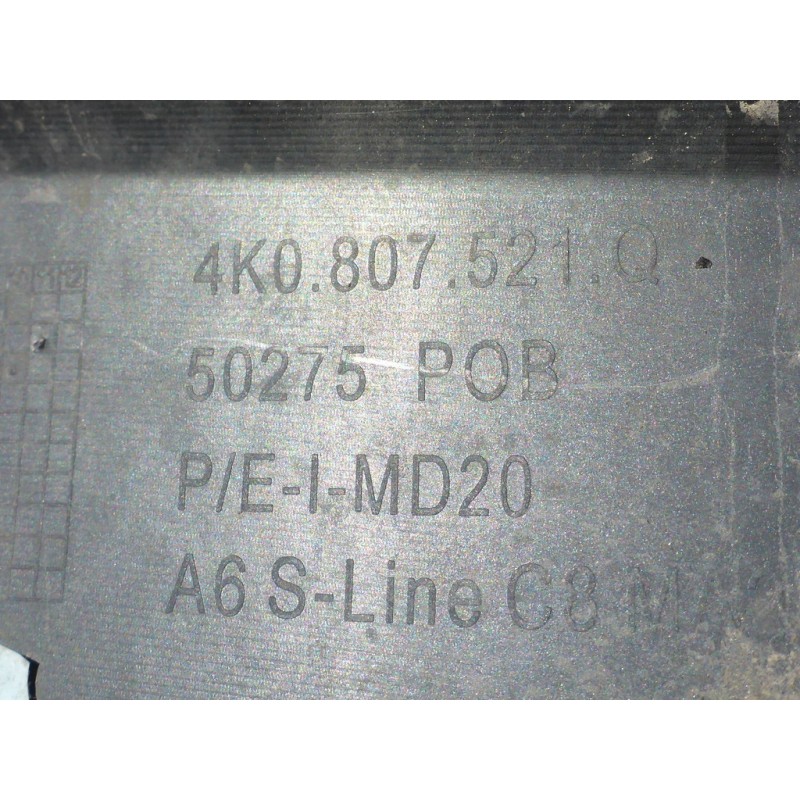 4K0.807.521.Q
50275 POB
P/E-I-MD20
A6 S-Line C8